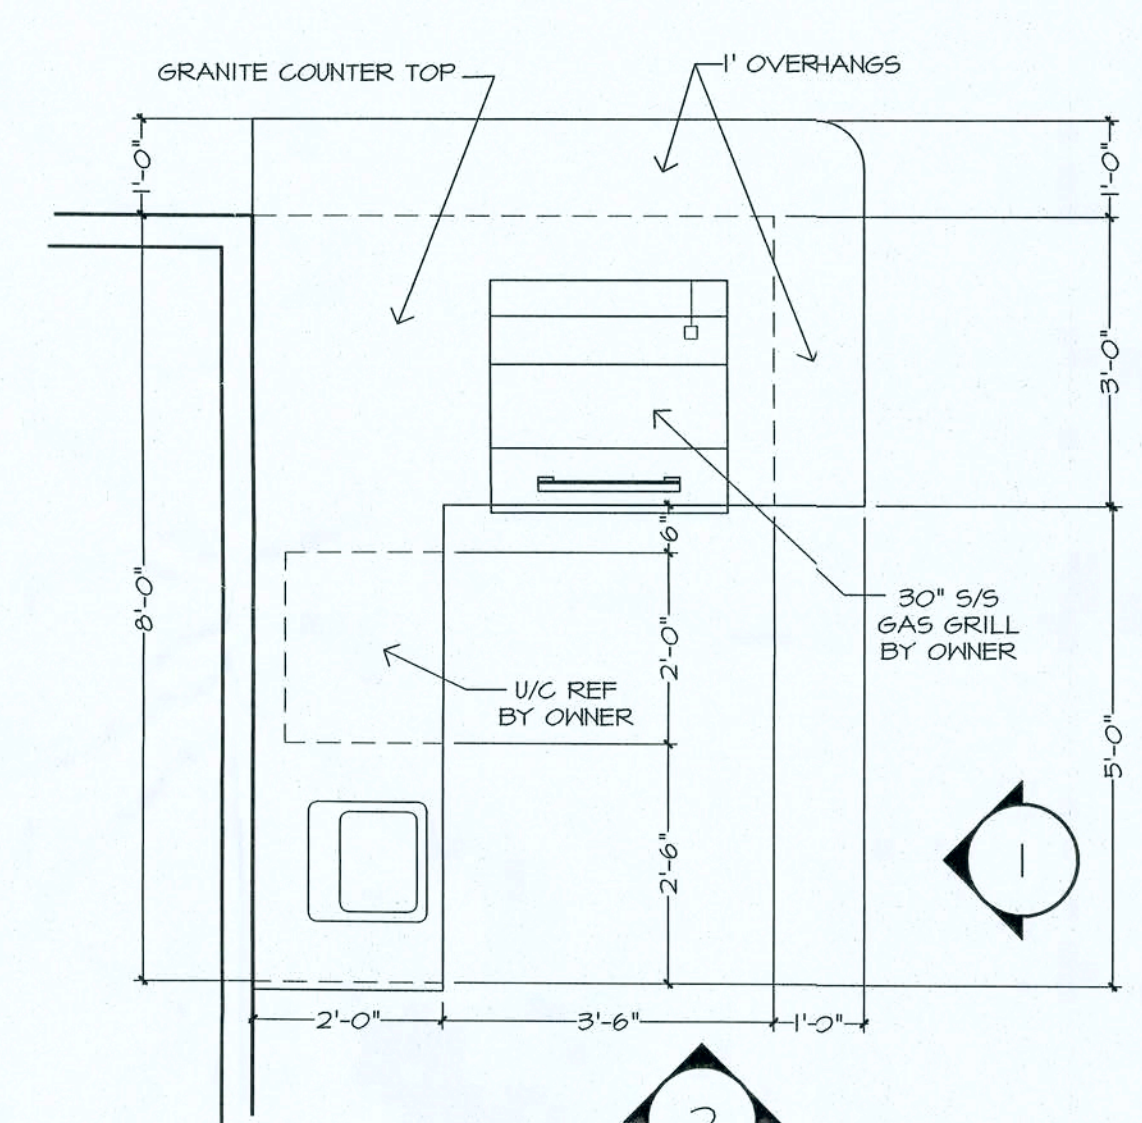 GRANITE COUNTER TOP
1' OVERHANGS
1'-0"
1'-0"
3'-0"
6"
8'-0"
30" S/S
GAS GRILL
BY OWNER
2'-0"
U/C REF
BY OWNER
5'-0"
2'-6"
1
2'-0"
3'-6"
1'-0"
2